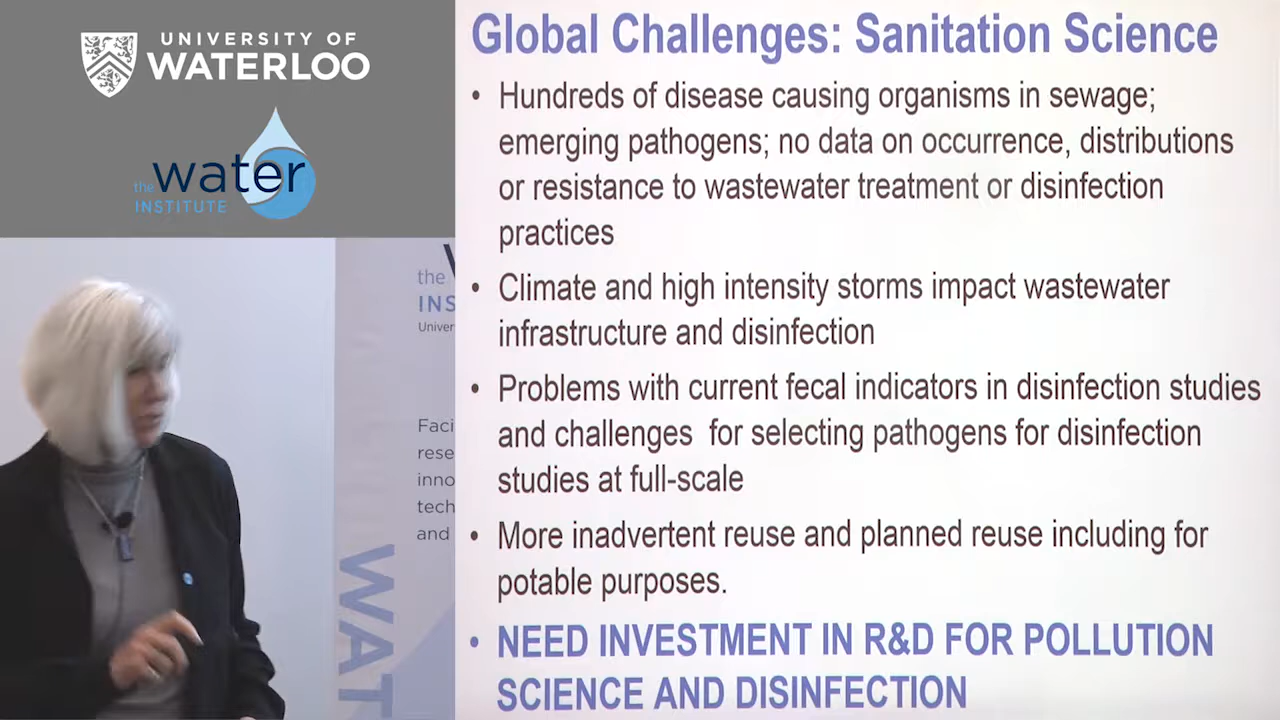 UNIVERSITY OF
WATERLOO
the water
INSTITUTE
Global Challenges: Sanitation Science
• Hundreds of disease causing organisms in sewage;
emerging pathogens; no data on occurrence, distributions
or resistance to wastewater treatment or disinfection
practices
• Climate and high intensity storms impact wastewater
infrastructure and disinfection
• Problems with current fecal indicators in disinfection studies
and challenges for selecting pathogens for disinfection
studies at full-scale
• More inadvertent reuse and planned reuse including for
potable purposes.
• NEED INVESTMENT IN R&D FOR POLLUTION
SCIENCE AND DISINFECTION
the
INS
Univer
Faci
rese
inno
tech
and
WAT